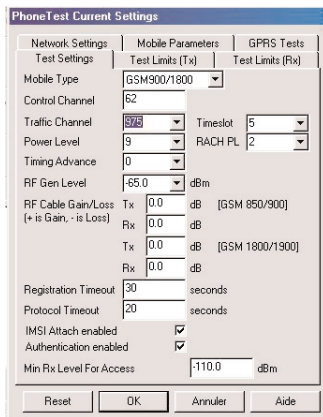 PhoneTest Current Settings
Network Settings Mobile Parameters GPRS Tests
Test Settings Test Limits (Tx) Test Limits (Rx)
Mobile Type GSM900/1800
Control Channel 62
Traffic Channel 975 Timeslot 5
Power Level 9 RACH PL 2
Timing Advance 0
RF Gen Level -65.0 dBm
RF Cable Gain/Loss Tx 0.0 dB [GSM 850/900]
(+ is Gain, - is Loss)
Rx 0.0 dB
Tx 0.0 dB [GSM 1800/1900]
Rx 0.0 dB
Registration Timeout 30 seconds
Protocol Timeout 20 seconds
IMSI Attach enabled
Authentication enabled
Min Rx Level For Access -110.0 dBm
Reset OK Annuler Aide